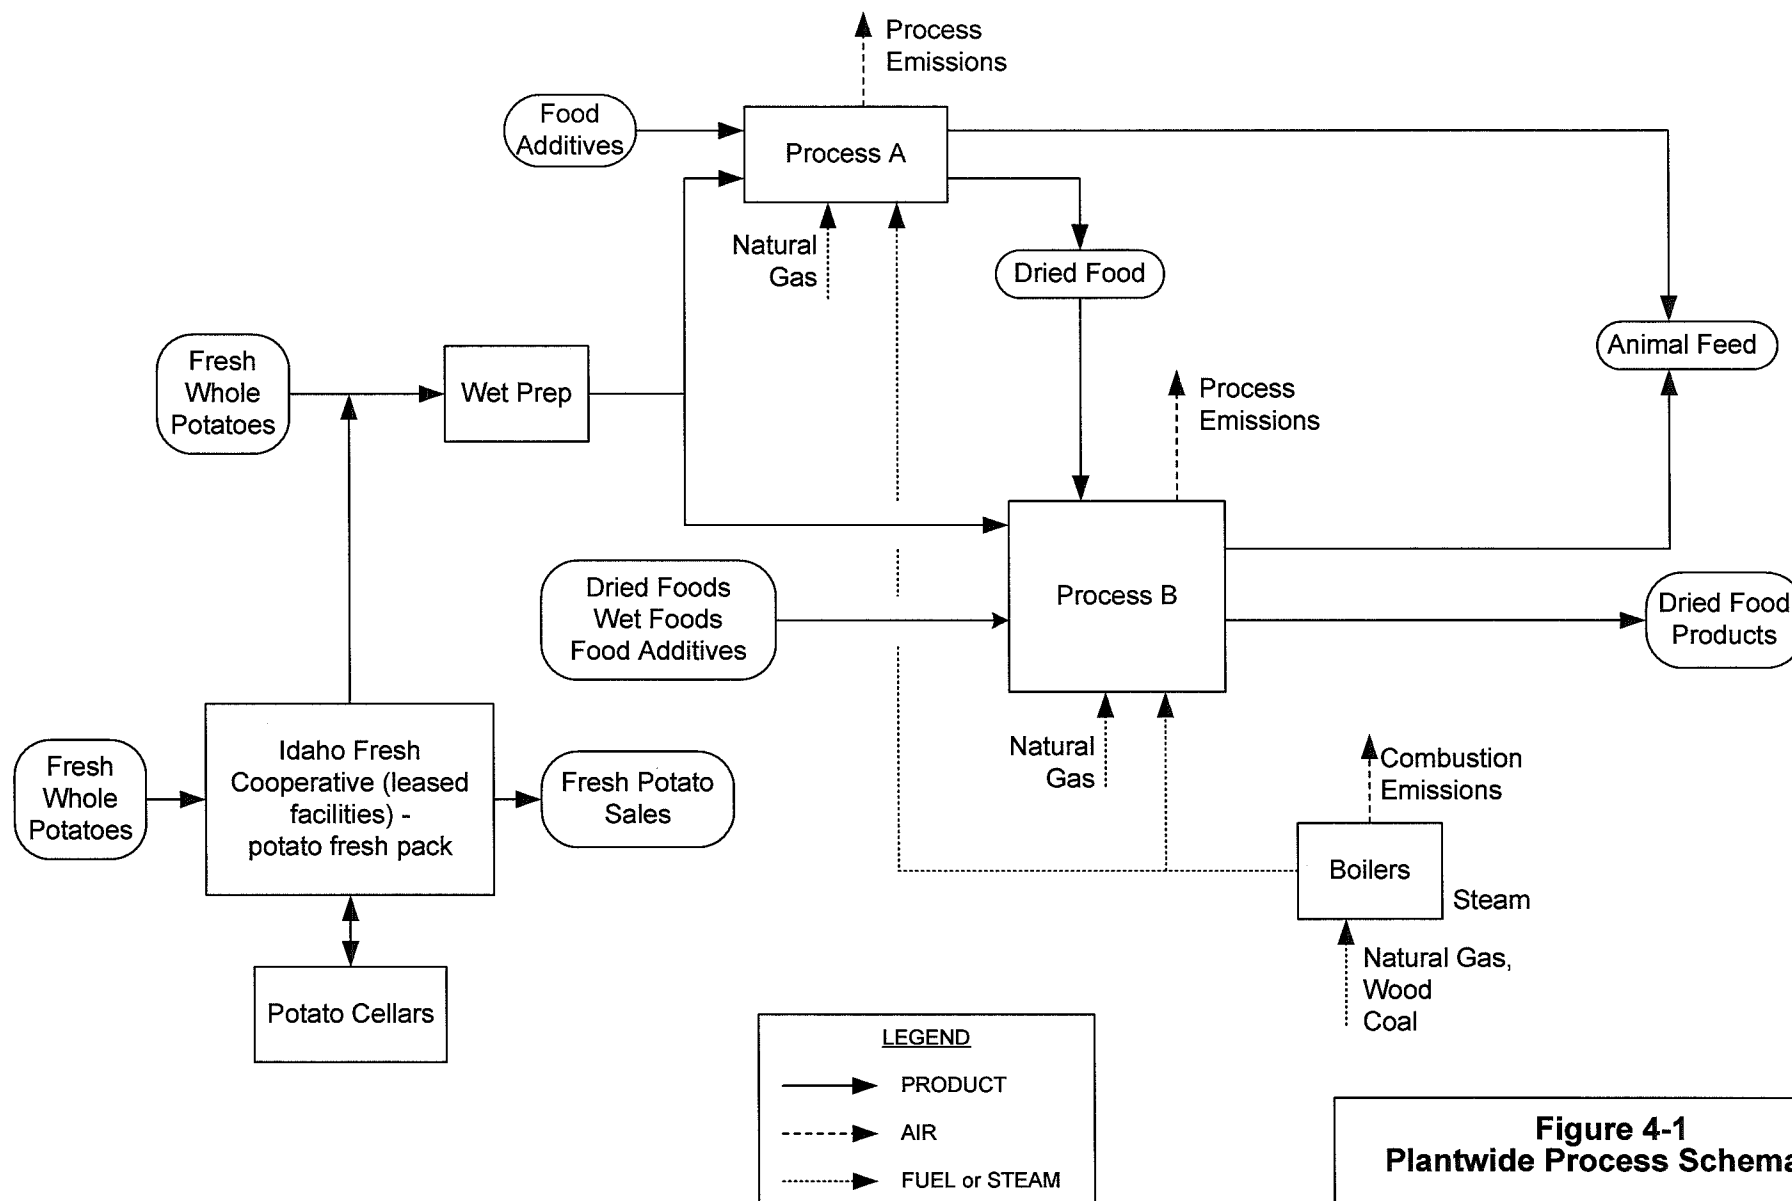 Process
Emissions
Food
Additives
Process A
Natural
Gas
Dried Food
Animal Feed
Fresh
Whole
Potatoes
Wet Prep
Process
Emissions
Dried Foods
Wet Foods
Food Additives
Process B
Dried Food
Products
Natural
Gas
Fresh
Whole
Potatoes
Idaho Fresh
Cooperative (leased
facilities) -
potato fresh pack
Fresh Potato
Sales
Combustion
Emissions
Boilers
Steam
Natural Gas,
Wood
Coal
Potato Cellars
LEGEND
PRODUCT
AIR
FUEL or STEAM
Figure 4-1
Plantwide Process